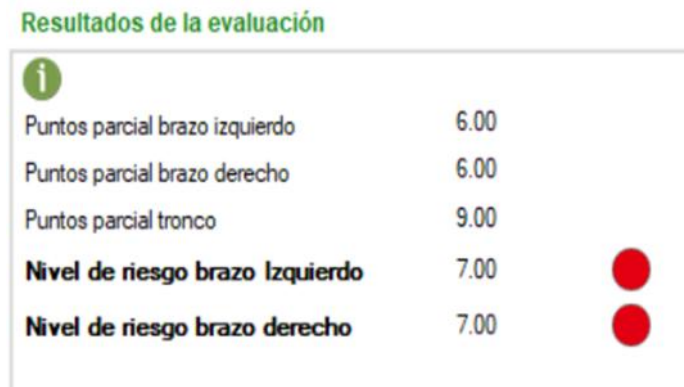 Resultados de la evaluación
i
Puntos parcial brazo izquierdo 6.00
Puntos parcial brazo derecho 6.00
Puntos parcial tronco 9.00
Nivel de riesgo brazo Izquierdo 7.00
Nivel de riesgo brazo derecho 7.00